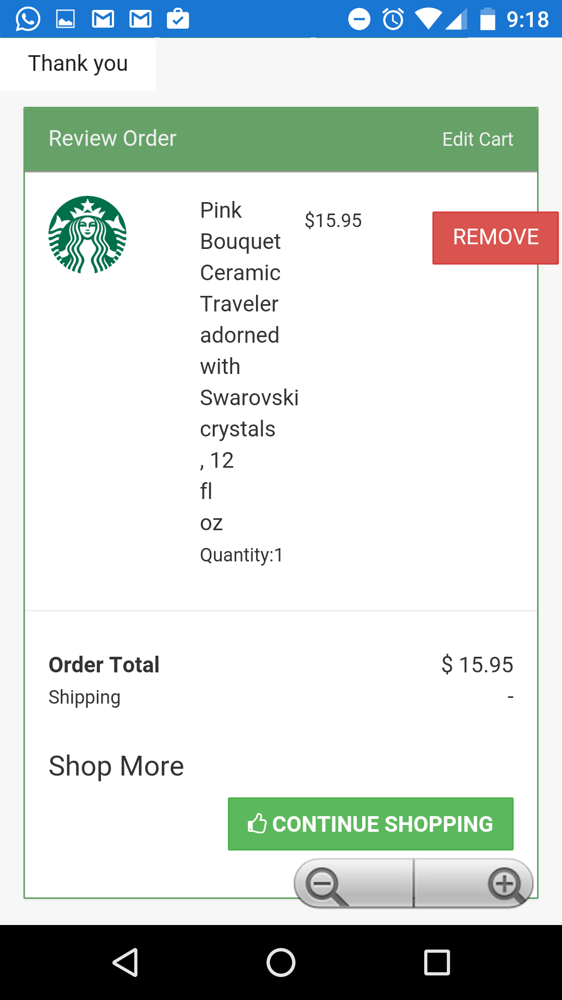 9:18
Thank you
Review Order
Edit Cart
Pink
Bouquet
Ceramic
Traveler
adorned
with
Swarovski
crystals
, 12
fl
oz
Quantity:1
$15.95
REMOVE
Order Total
$ 15.95
Shipping
-
Shop More
CONTINUE SHOPPING